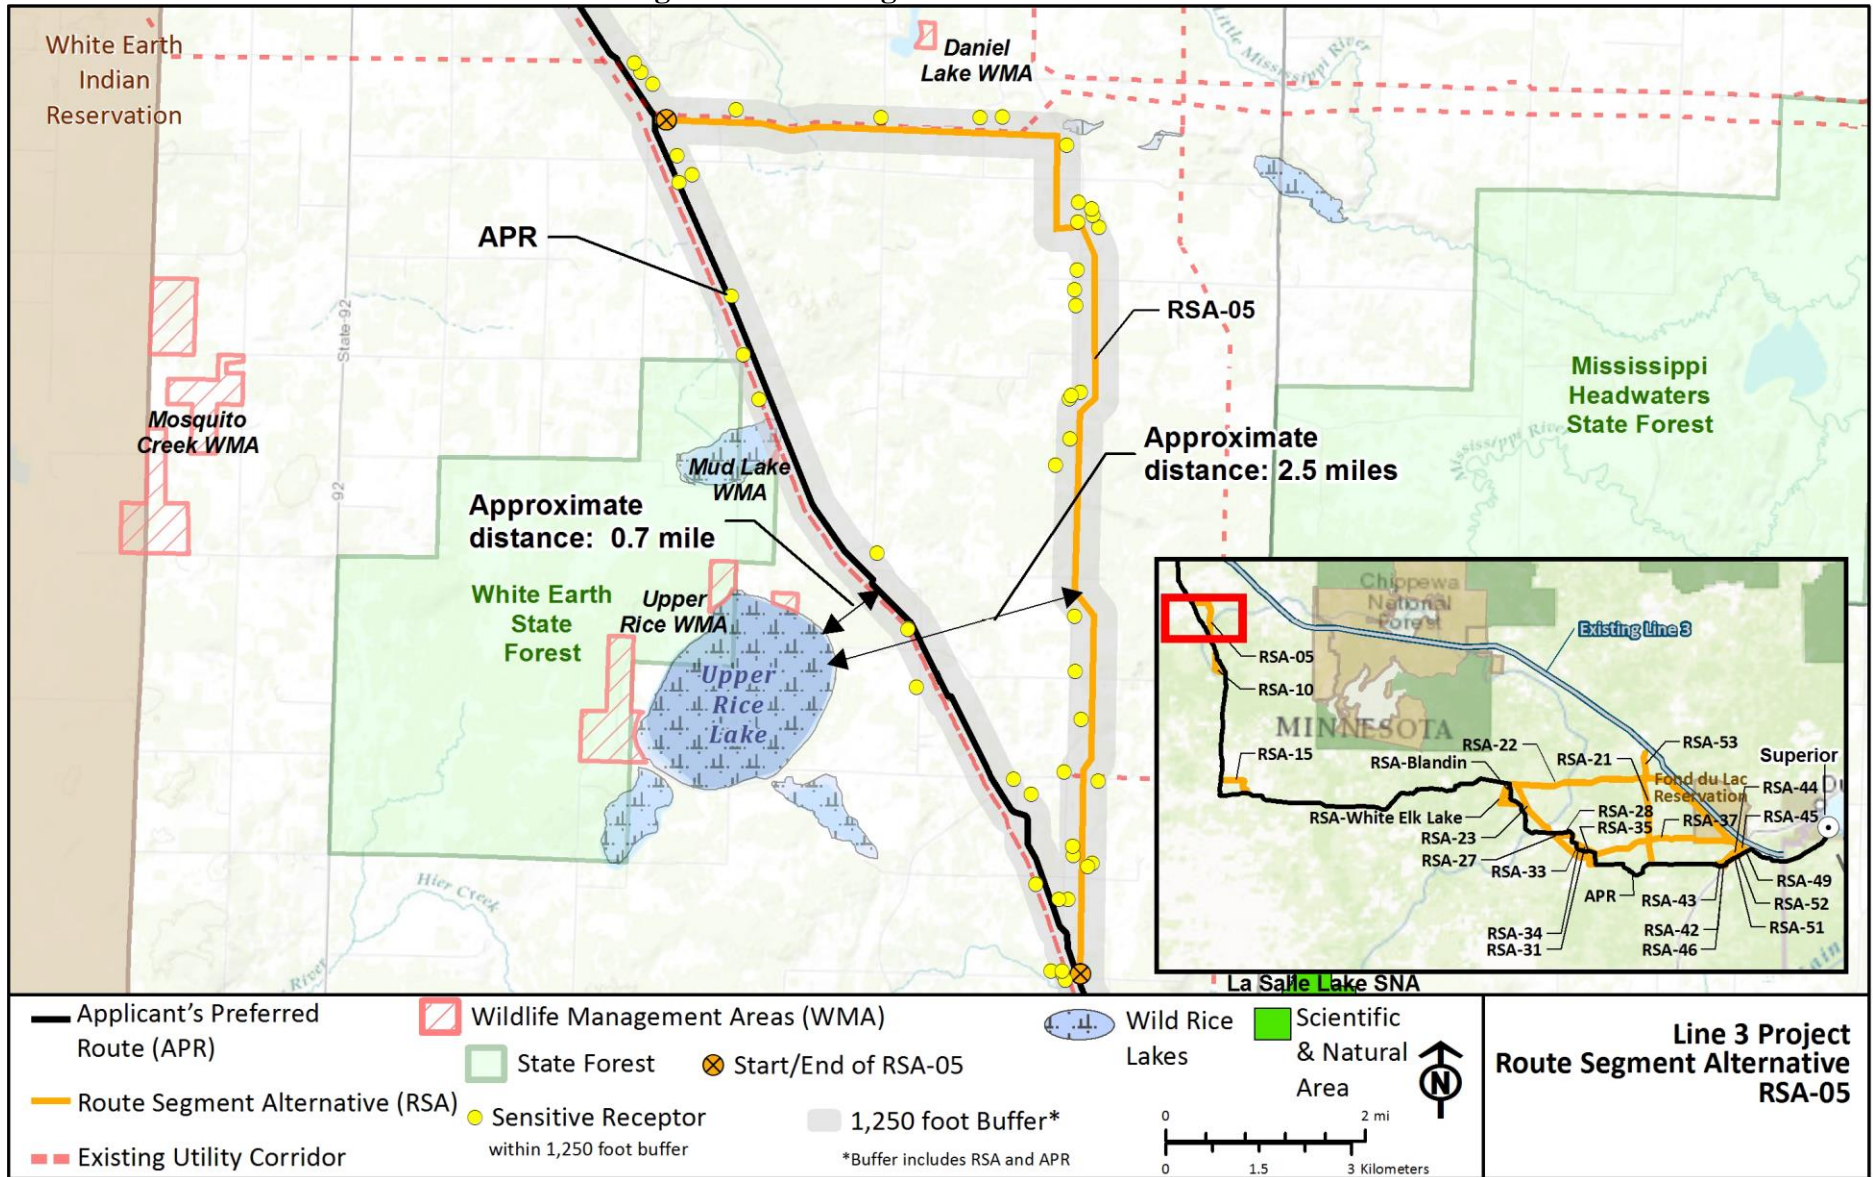 White Earth
Indian
Reservation
Daniel
Lake WMA
Little Mississippi River
APR
RSA-05
State-92
92
Mosquito
Creek WMA
Mississippi
Headwaters
State Forest
Mississippi River
Approximate
distance: 2.5 miles
Mud Lake
WMA
Approximate
distance: 0.7 mile
White Earth
State
Forest
Upper
Rice WMA
Upper
Rice
Lake
Hier Creek
River
La Salle Lake SNA
Chippewa
National
Forest
Existing Line 3
RSA-05
RSA-10
MINNESOTA
RSA-15
RSA-Blandin
RSA-22
RSA-21
RSA-53
Superior
Fond du Lac
Reservation
RSA-44
RSA-White Elk Lake
RSA-28
RSA-35
RSA-37
RSA-45
RSA-23
RSA-27
RSA-33
APR
RSA-43
RSA-49
RSA-52
RSA-34
RSA-31
RSA-42
RSA-46
RSA-51
Applicant's Preferred
Route (APR)
Route Segment Alternative (RSA)
Existing Utility Corridor
Wildlife Management Areas (WMA)
State Forest
Start/End of RSA-05
Sensitive Receptor
within 1,250 foot buffer
1,250 foot Buffer*
*Buffer includes RSA and APR
Wild Rice
Lakes
Scientific
& Natural
Area
N
0 2 mi
0 1.5 3 Kilometers
Line 3 Project
Route Segment Alternative
RSA-05